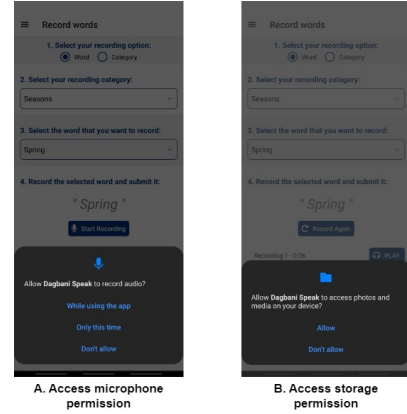 Record words
1. Select your recording option:
Word Category
2. Select your recording category:
Seasons
3. Select the word that you want to record:
Spring
4. Record the selected word and submit it:
" Spring "
Start Recording
Allow Dagbani Speak to record audio?
While using the app
Only this time
Don't allow
A. Access microphone
permission
Record words
1. Select your recording option:
Word Category
2. Select your recording category:
Seasons
3. Select the word that you want to record:
Spring
4. Record the selected word and submit it:
" Spring "
Record Again
Recording 1 - 0:06 PLAY
Allow Dagbani Speak to access photos and
media on your device?
Allow
Don't allow
B. Access storage
permission